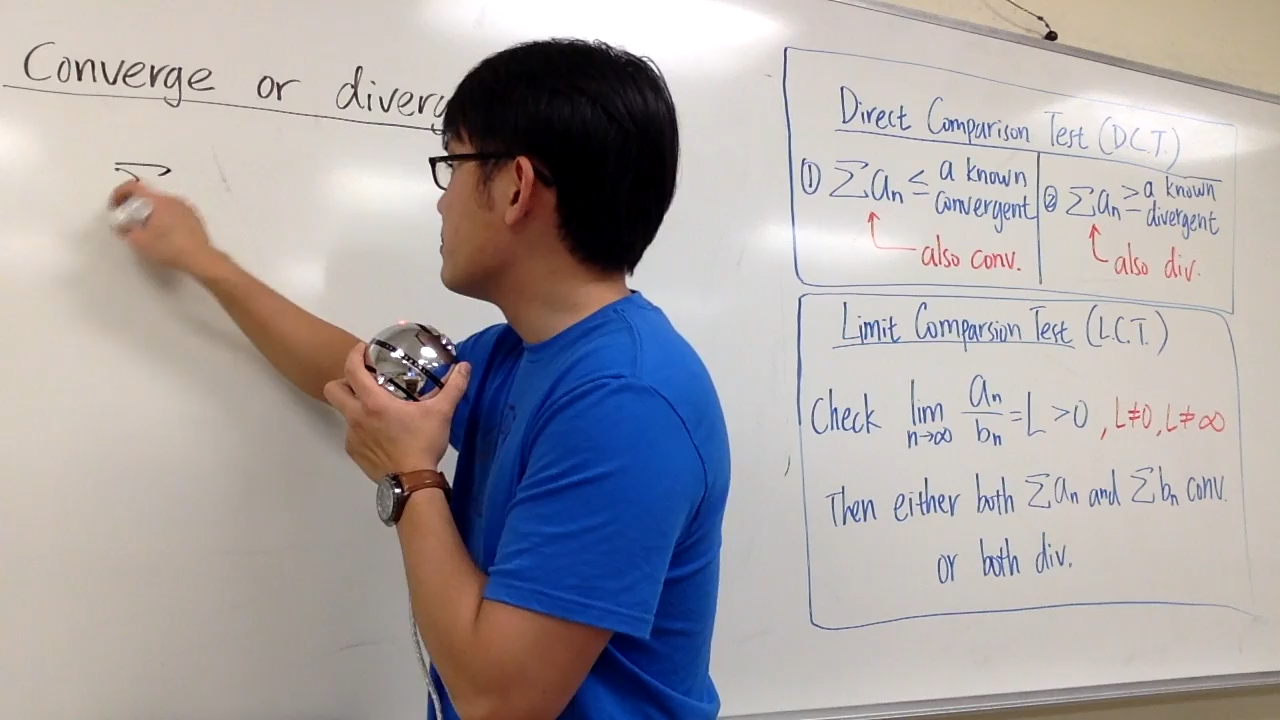 Converge or diverg
Σ
Direct Comparison Test (D.C.T.)
① Σan ≤ a known convergent
also conv.
② Σan ≥ a known divergent
also div.
Limit Comparsion Test (L.C.T.)
Check lim n→∞ an/bn = L > 0, L≠0, L≠∞
Then either both Σan and Σbn conv.
or both div.